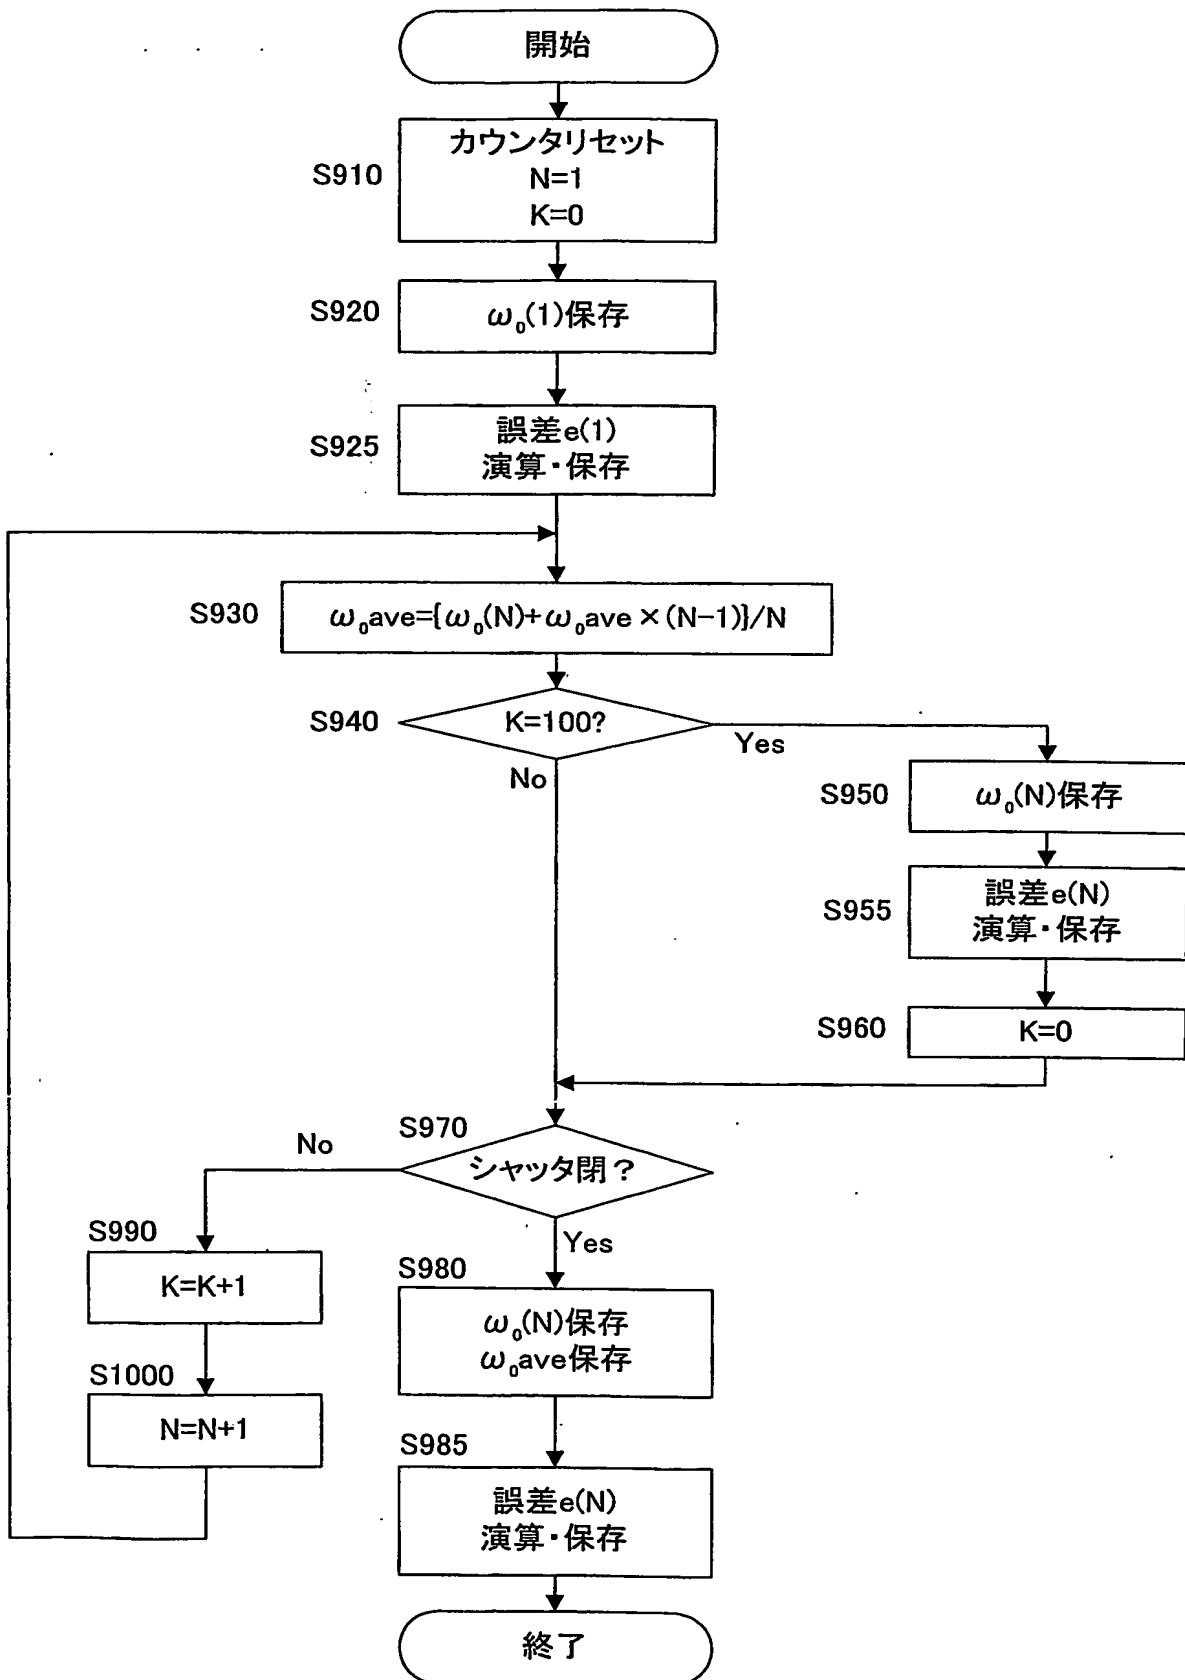 開始
S910
カウンタリセット
N=1
K=0
S920
ω₀(1)保存
S925
誤差e(1)
演算・保存
S930
ω₀ave={ω₀(N)+ω₀ave×(N-1)}/N
S940
K=100?
Yes
No
S950
ω₀(N)保存
S955
誤差e(N)
演算・保存
S960
K=0
S970
シャッタ閉？
No
Yes
S990
K=K+1
S1000
N=N+1
S980
ω₀(N)保存
ω₀ave保存
S985
誤差e(N)
演算・保存
終了